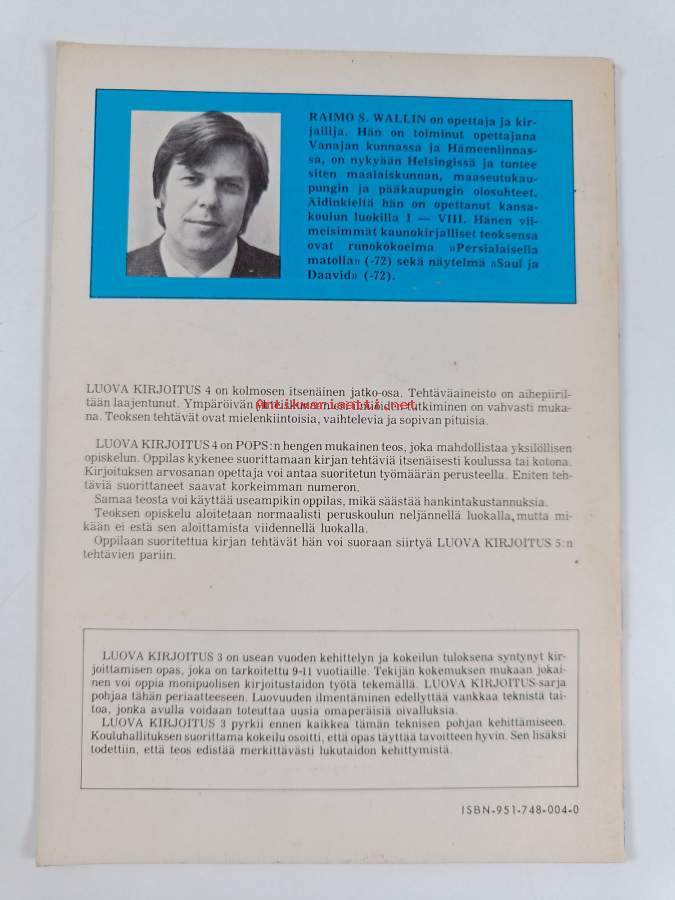 RAIMO S. WALLIN on opettaja ja kir-
jailija. Hän on toiminut opettajana
Vanajan kunnassa ja Hämeenlinnas-
sa, on nykyään Helsingissä ja tuntee
siten maalaiskunnan, maaseutukau-
pungin ja pääkaupungin olosuhteet.
Äidinkieltä hän on opettanut kansa-
koulun luokilla I — VIII. Hänen vii-
meisimmät kaunokirjalliset teoksensa
ovat runokokoelma »Persialaisella
matolla» (-72) sekä näytelmä »Saul ja
Daavid» (-72).
LUOVA KIRJOITUS 4 on kolmosen itsenäinen jatko-osa. Tehtäväaineisto on aihepiiril-
tään laajentunut. Ympäröivän yhteiskunnan ilmiöiden tutkiminen on vahvasti muka-
Antikvariaatti.net
na. Teoksen tehtävät ovat mielenkiintoisia, vaihtelevia ja sopivan pituisia.
LUOVA KIRJOITUS 4 on POPS:n hengen mukainen teos, joka mahdollistaa yksilöllisen
opiskelun. Oppilas kykenee suorittamaan kirjan tehtäviä itsenäisesti koulussa tai kotona.
Kirjoituksen arvosanan opettaja voi antaa suoritetun työmäärän perusteella. Eniten teh-
täviä suorittaneet saavat korkeimman numeron.
Samaa teosta voi käyttää useampikin oppilas, mikä säästää hankintakustannuksia.
Teoksen opiskelu aloitetaan normaalisti peruskoulun neljännellä luokalla, mutta mi-
kään ei estä sen aloittamista viidennellä luokalla.
Oppilaan suoritettua kirjan tehtävät hän voi suoraan siirtyä LUOVA KIRJOITUS 5:n
tehtävien pariin.
LUOVA KIRJOITUS 3 on usean vuoden kehittelyn ja kokeilun tuloksena syntynyt kir-
joittamisen opas, joka on tarkoitettu 9-11 vuotiaille. Tekijän kokemuksen mukaan jokai-
nen voi oppia monipuolisen kirjoitustaidon työtä tekemällä. LUOVA KIRJOITUS-sarja
pohjaa tähän periaatteeseen. Luovuuden ilmentäminen edellyttää vankkaa teknistä tai-
toa, jonka avulla voidaan toteuttaa uusia omaperäisiä oivalluksia.
LUOVA KIRJOITUS 3 pyrkii ennen kaikkea tämän teknisen pohjan kehittämiseen.
Kouluhallituksen suorittama kokeilu osoitti, että opas täyttää tavoitteen hyvin. Sen lisäksi
todettiin, että teos edistää merkittävästi lukutaidon kehittymistä.
ISBN-951-748-004-0